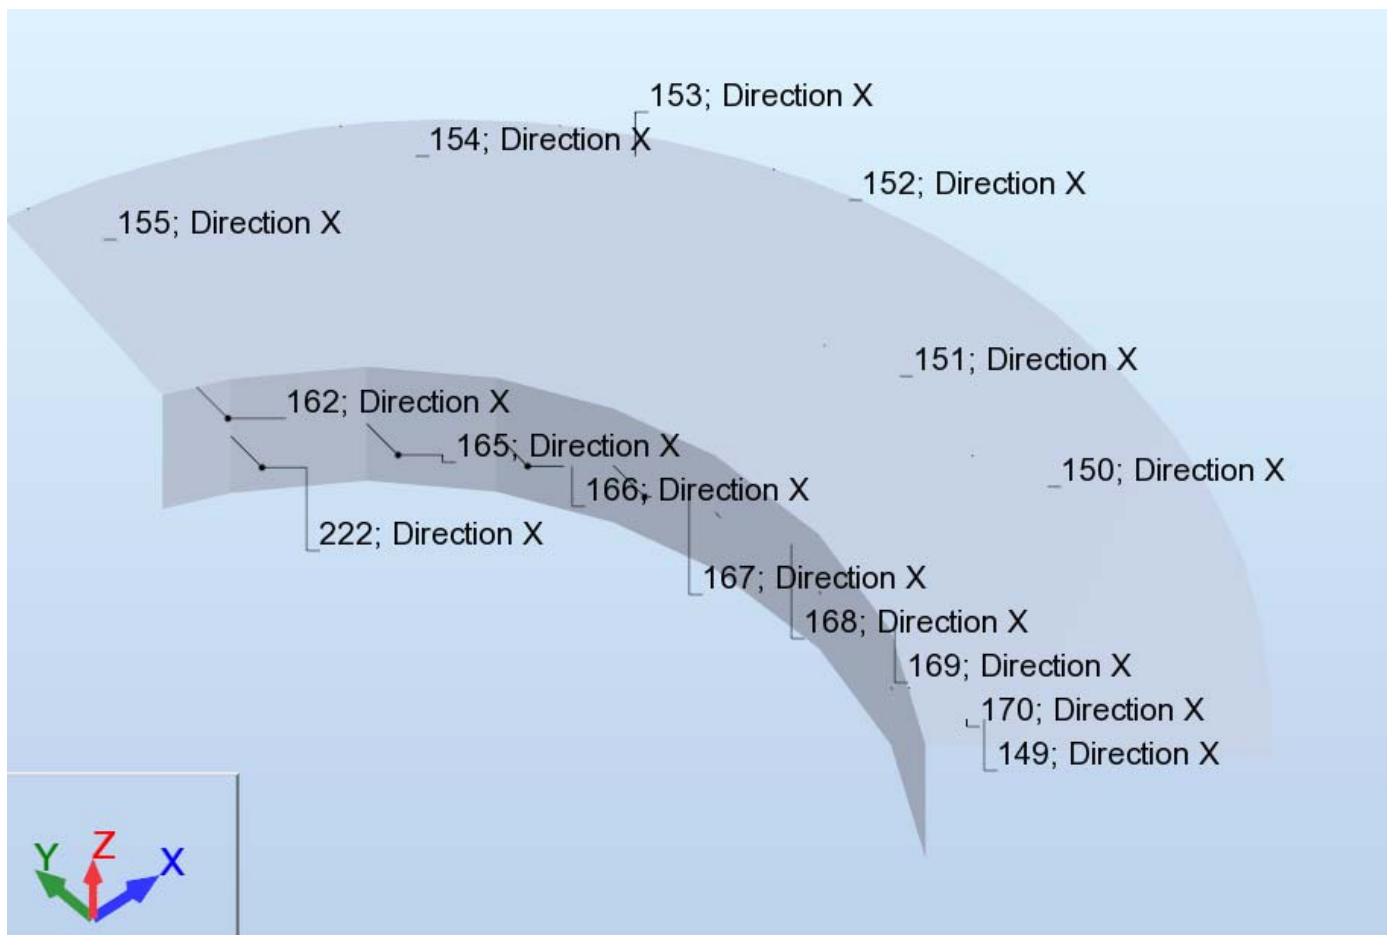 153; Direction X
154; Direction X
152; Direction X
155; Direction X
151; Direction X
162; Direction X
165; Direction X
150; Direction X
166; Direction X
222; Direction X
167; Direction X
168; Direction X
169; Direction X
170; Direction X
149; Direction X
Y Z X